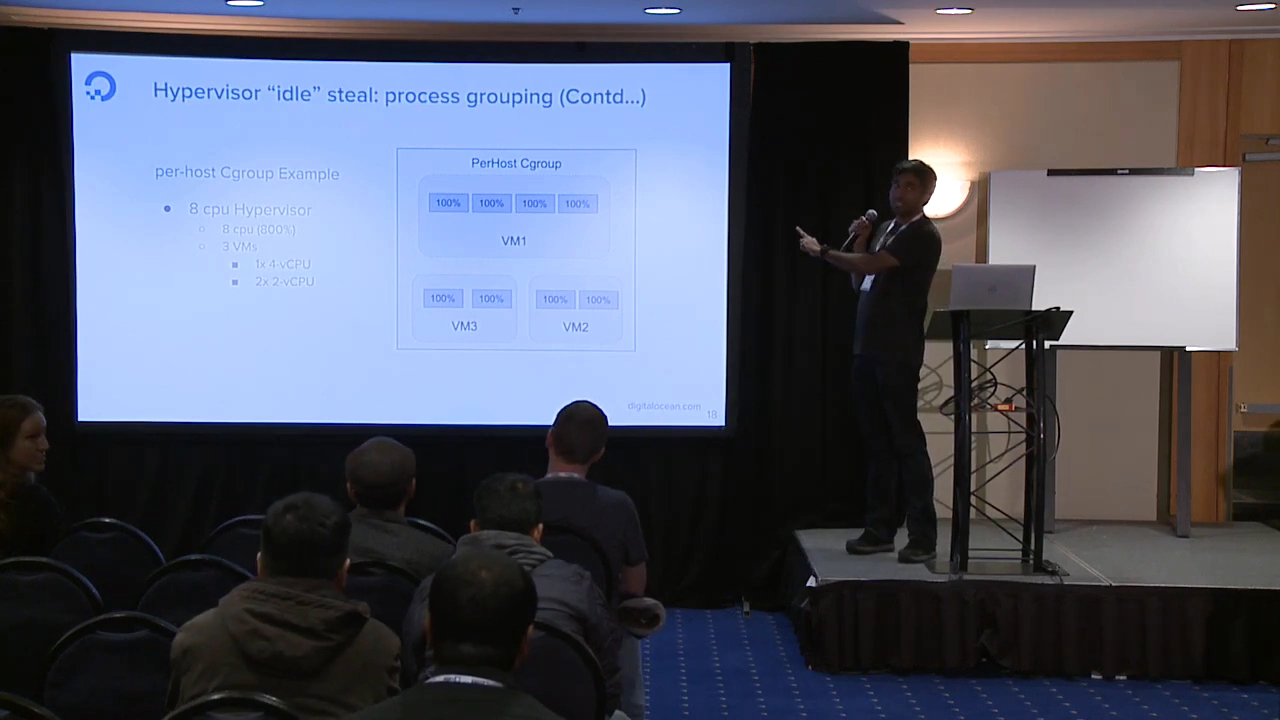 Hypervisor “idle” steal: process grouping (Contd...)
per-host Cgroup Example
8 cpu Hypervisor
8 cpu (800%)
3 VMs
1x 4-vCPU
2x 2-vCPU
PerHost Cgroup
100% 100% 100% 100%
VM1
100% 100%
VM3
100% 100%
VM2
digitalocean.com
18